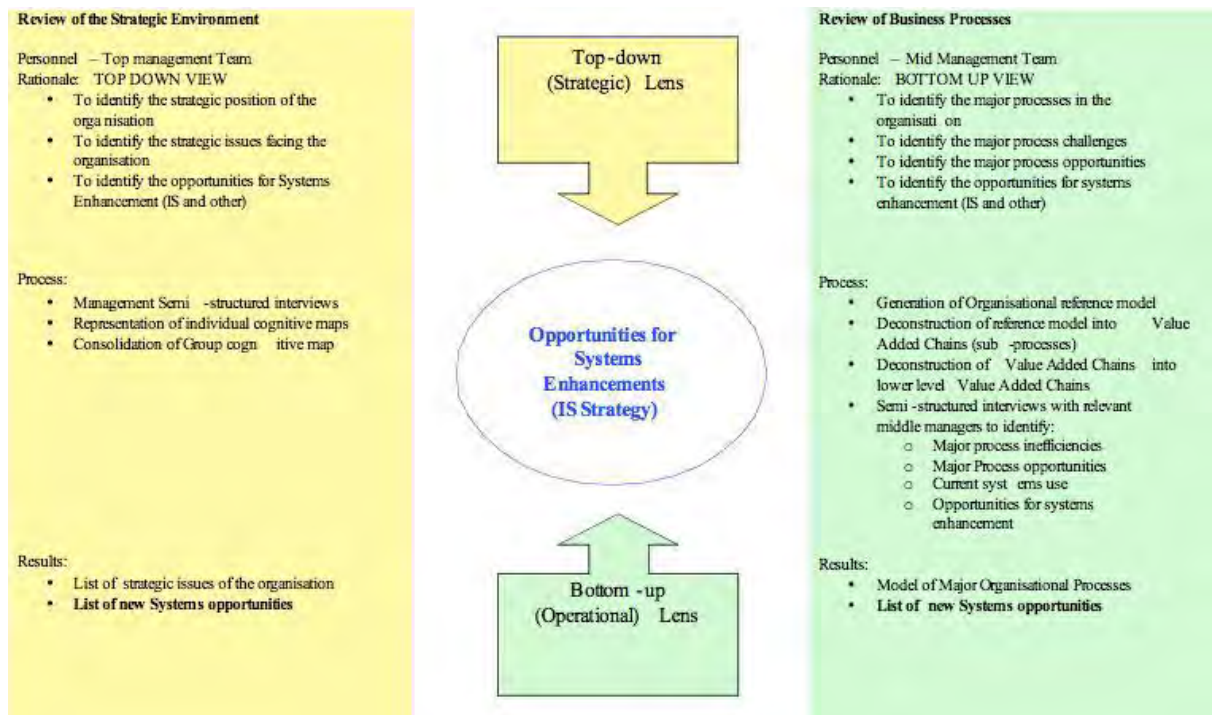 Review of the Strategic Environment
Personnel – Top management Team
Rationale: TOP DOWN VIEW
• To identify the strategic position of the
orga nisation
• To identify the strategic issues facing the
organisation
• To identify the opportunities for Systems
Enhancement (IS and other)
Process:
• Management Semi -structured interviews
• Representation of individual cognitive maps
• Consolidation of Group cogn itive map
Results:
• List of strategic issues of the organisation
• List of new Systems opportunities
Top-down
(Strategic) Lens
Opportunities for
Systems
Enhancements
(IS Strategy)
Bottom -up
(Operational) Lens
Review of Business Processes
Personnel – Mid Management Team
Rationale: BOTTOM UP VIEW
• To identify the major processes in the
organisati on
• To identify the major process challenges
• To identify the major process opportunities
• To identify the opportunities for systems
enhancement (IS and other)
Process:
• Generation of Organisational reference model
• Deconstruction of reference model into Value
Added Chains (sub -processes)
• Deconstruction of Value Added Chains into
lower level Value Added Chains
• Semi -structured interviews with relevant
middle managers to identify:
o Major process inefficiencies
o Major Process opportunities
o Current syst ems use
o Opportunities for systems
enhancement
Results:
• Model of Major Organisational Processes
• List of new Systems opportunities